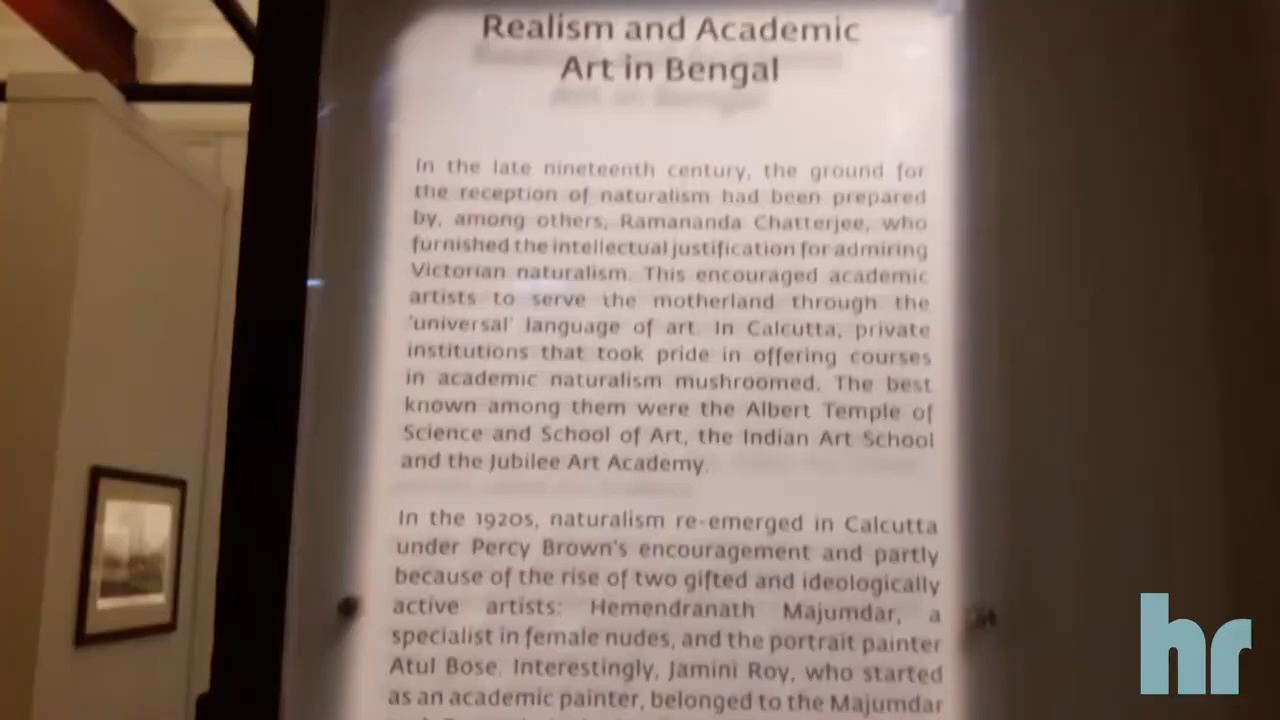 Realism and Academic
Art in Bengal
In the late nineteenth century, the ground for
the reception of naturalism had been prepared
by, among others, Ramananda Chatterjee, who
furnished the intellectual justification for admiring
Victorian naturalism. This encouraged academic
artists to serve the motherland through the
'universal' language of art. In Calcutta, private
institutions that took pride in offering courses
in academic naturalism mushroomed. The best
known among them were the Albert Temple of
Science and School of Art, the Indian Art School
and the Jubilee Art Academy.
In the 1920s, naturalism re-emerged in Calcutta
under Percy Brown's encouragement and partly
because of the rise of two gifted and ideologically
active artists: Hemendranath Majumdar, a
specialist in female nudes, and the portrait painter
Atul Bose. Interestingly, Jamini Roy, who started
as an academic painter, belonged to the Majumdar
hr